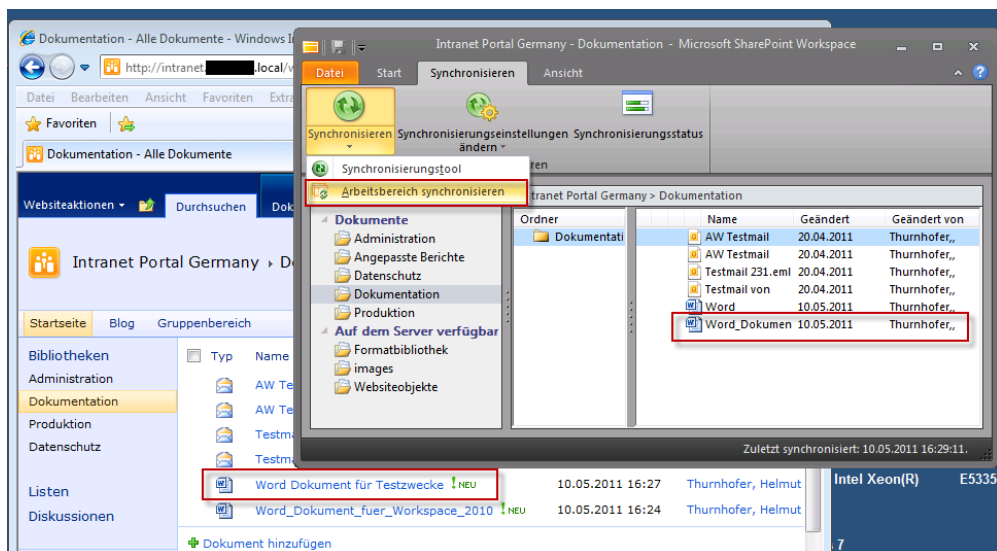 Dokumentation - Alle Dokumente - Windows I
http://intranet. .local/v
Datei Bearbeiten Ansicht Favoriten Extra
Favoriten
Dokumentation - Alle Dokumente
Websiteaktionen Durchsuchen Dok
Intranet Portal Germany › D
Startseite Blog Gruppenbereich
Bibliotheken
Administration
Dokumentation
Produktion
Datenschutz
Listen
Diskussionen
Typ Name
AW Te
AW Te
Testma
Testma
Word Dokument für Testzwecke ! NEU 10.05.2011 16:27 Thurnhofer, Helmut
Word_Dokument_fuer_Workspace_2010 ! NEU 10.05.2011 16:24 Thurnhofer, Helmut
Dokument hinzufügen
Intranet Portal Germany - Dokumentation - Microsoft SharePoint Workspace
Datei Start Synchronisieren Ansicht
Synchronisieren Synchronisierungseinstellungen ändern Synchronisierungsstatus
ren
Synchronisierungstool
Arbeitsbereich synchronisieren
tranet Portal Germany > Dokumentation
Dokumente
Administration
Angepasste Berichte
Datenschutz
Dokumentation
Produktion
Auf dem Server verfügbar
Formatbibliothek
images
Websiteobjekte
Ordner
Dokumentati
Name Geändert Geändert von
AW Testmail 20.04.2011 Thurnhofer,,
AW Testmail 20.04.2011 Thurnhofer,,
Testmail 231.eml 20.04.2011 Thurnhofer,,
Testmail von 20.04.2011 Thurnhofer,,
Word 10.05.2011 Thurnhofer,,
Word_Dokumen 10.05.2011 Thurnhofer,,
Zuletzt synchronisiert: 10.05.2011 16:29:11.
Intel Xeon(R) E5335
7